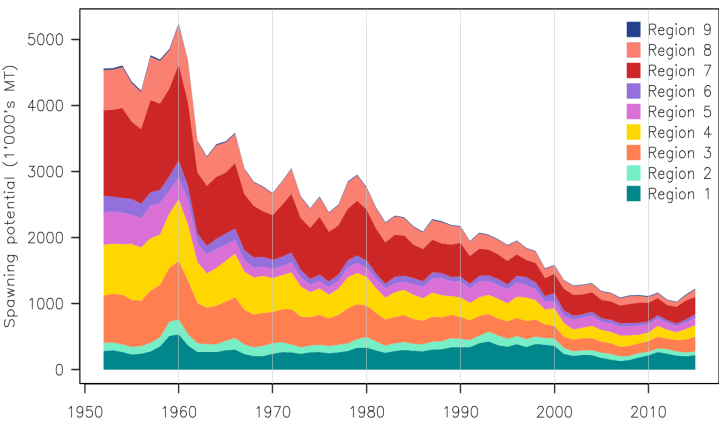 Spawning potential (1'000's MT)
5000
4000
3000
2000
1000
0
1950 1960 1970 1980 1990 2000 2010
Region 9
Region 8
Region 7
Region 6
Region 5
Region 4
Region 3
Region 2
Region 1